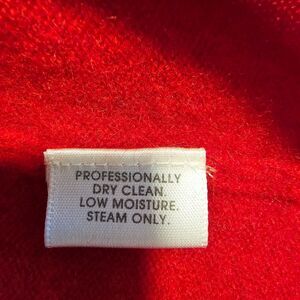 PROFESSIONALLY
DRY CLEAN.
LOW MOISTURE.
STEAM ONLY.